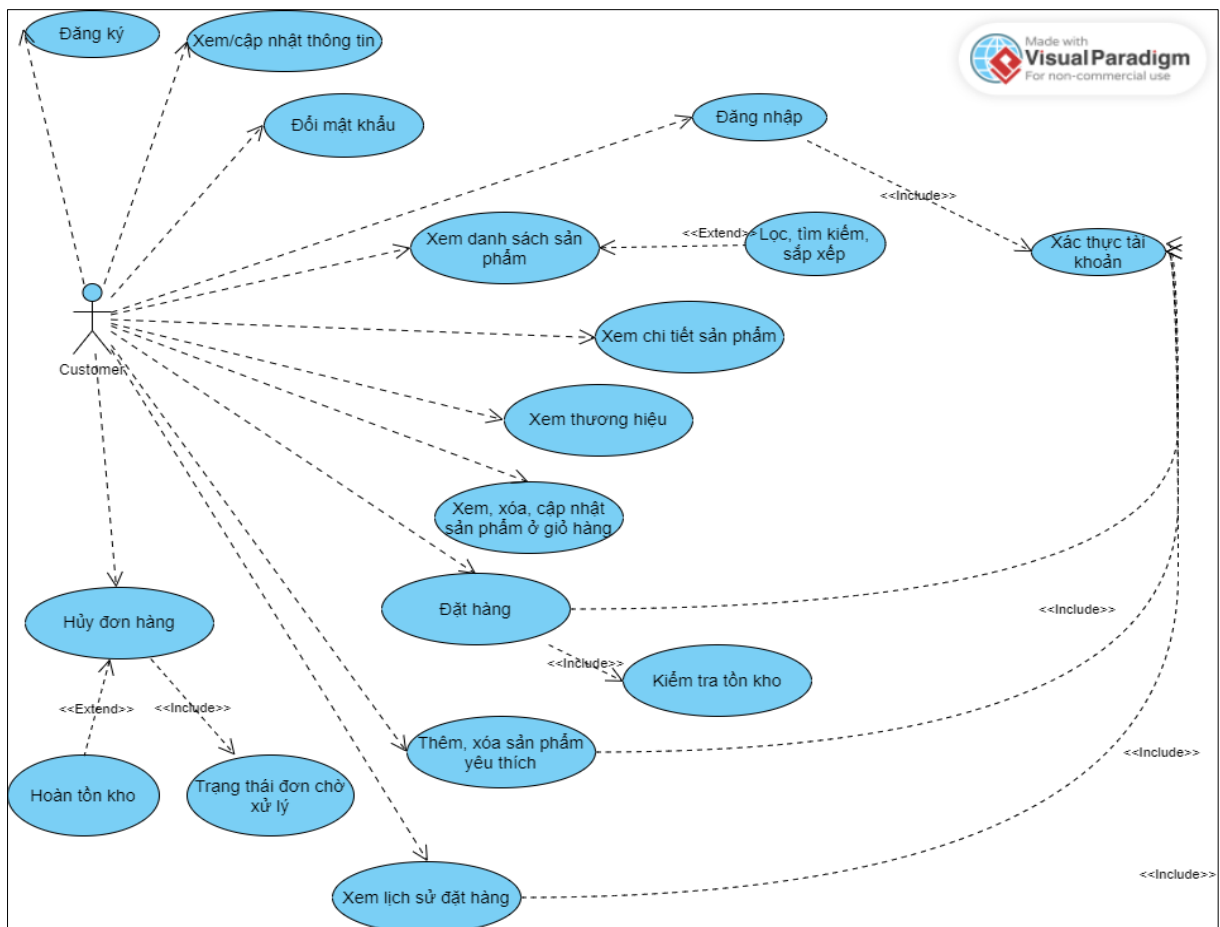 Đăng ký
Xem/cập nhật thông tin
Made with
Visual Paradigm
For non-commercial use
Đổi mật khẩu
Đăng nhập
<<Include>>
Xem danh sách sản
phẩm
<<Extend>>
Lọc, tìm kiếm,
sắp xếp
Xác thực tài
khoản
Xem chi tiết sản phẩm
Customer
Xem thương hiệu
Xem, xóa, cập nhật
sản phẩm ở giỏ hàng
Đặt hàng
<<Include>>
Hủy đơn hàng
<<Include>>
Kiểm tra tồn kho
<<Extend>>
<<Include>>
Thêm, xóa sản phẩm
yêu thích
<<Include>>
Hoàn tồn kho
Trạng thái đơn chờ
xử lý
<<Include>>
Xem lịch sử đặt hàng